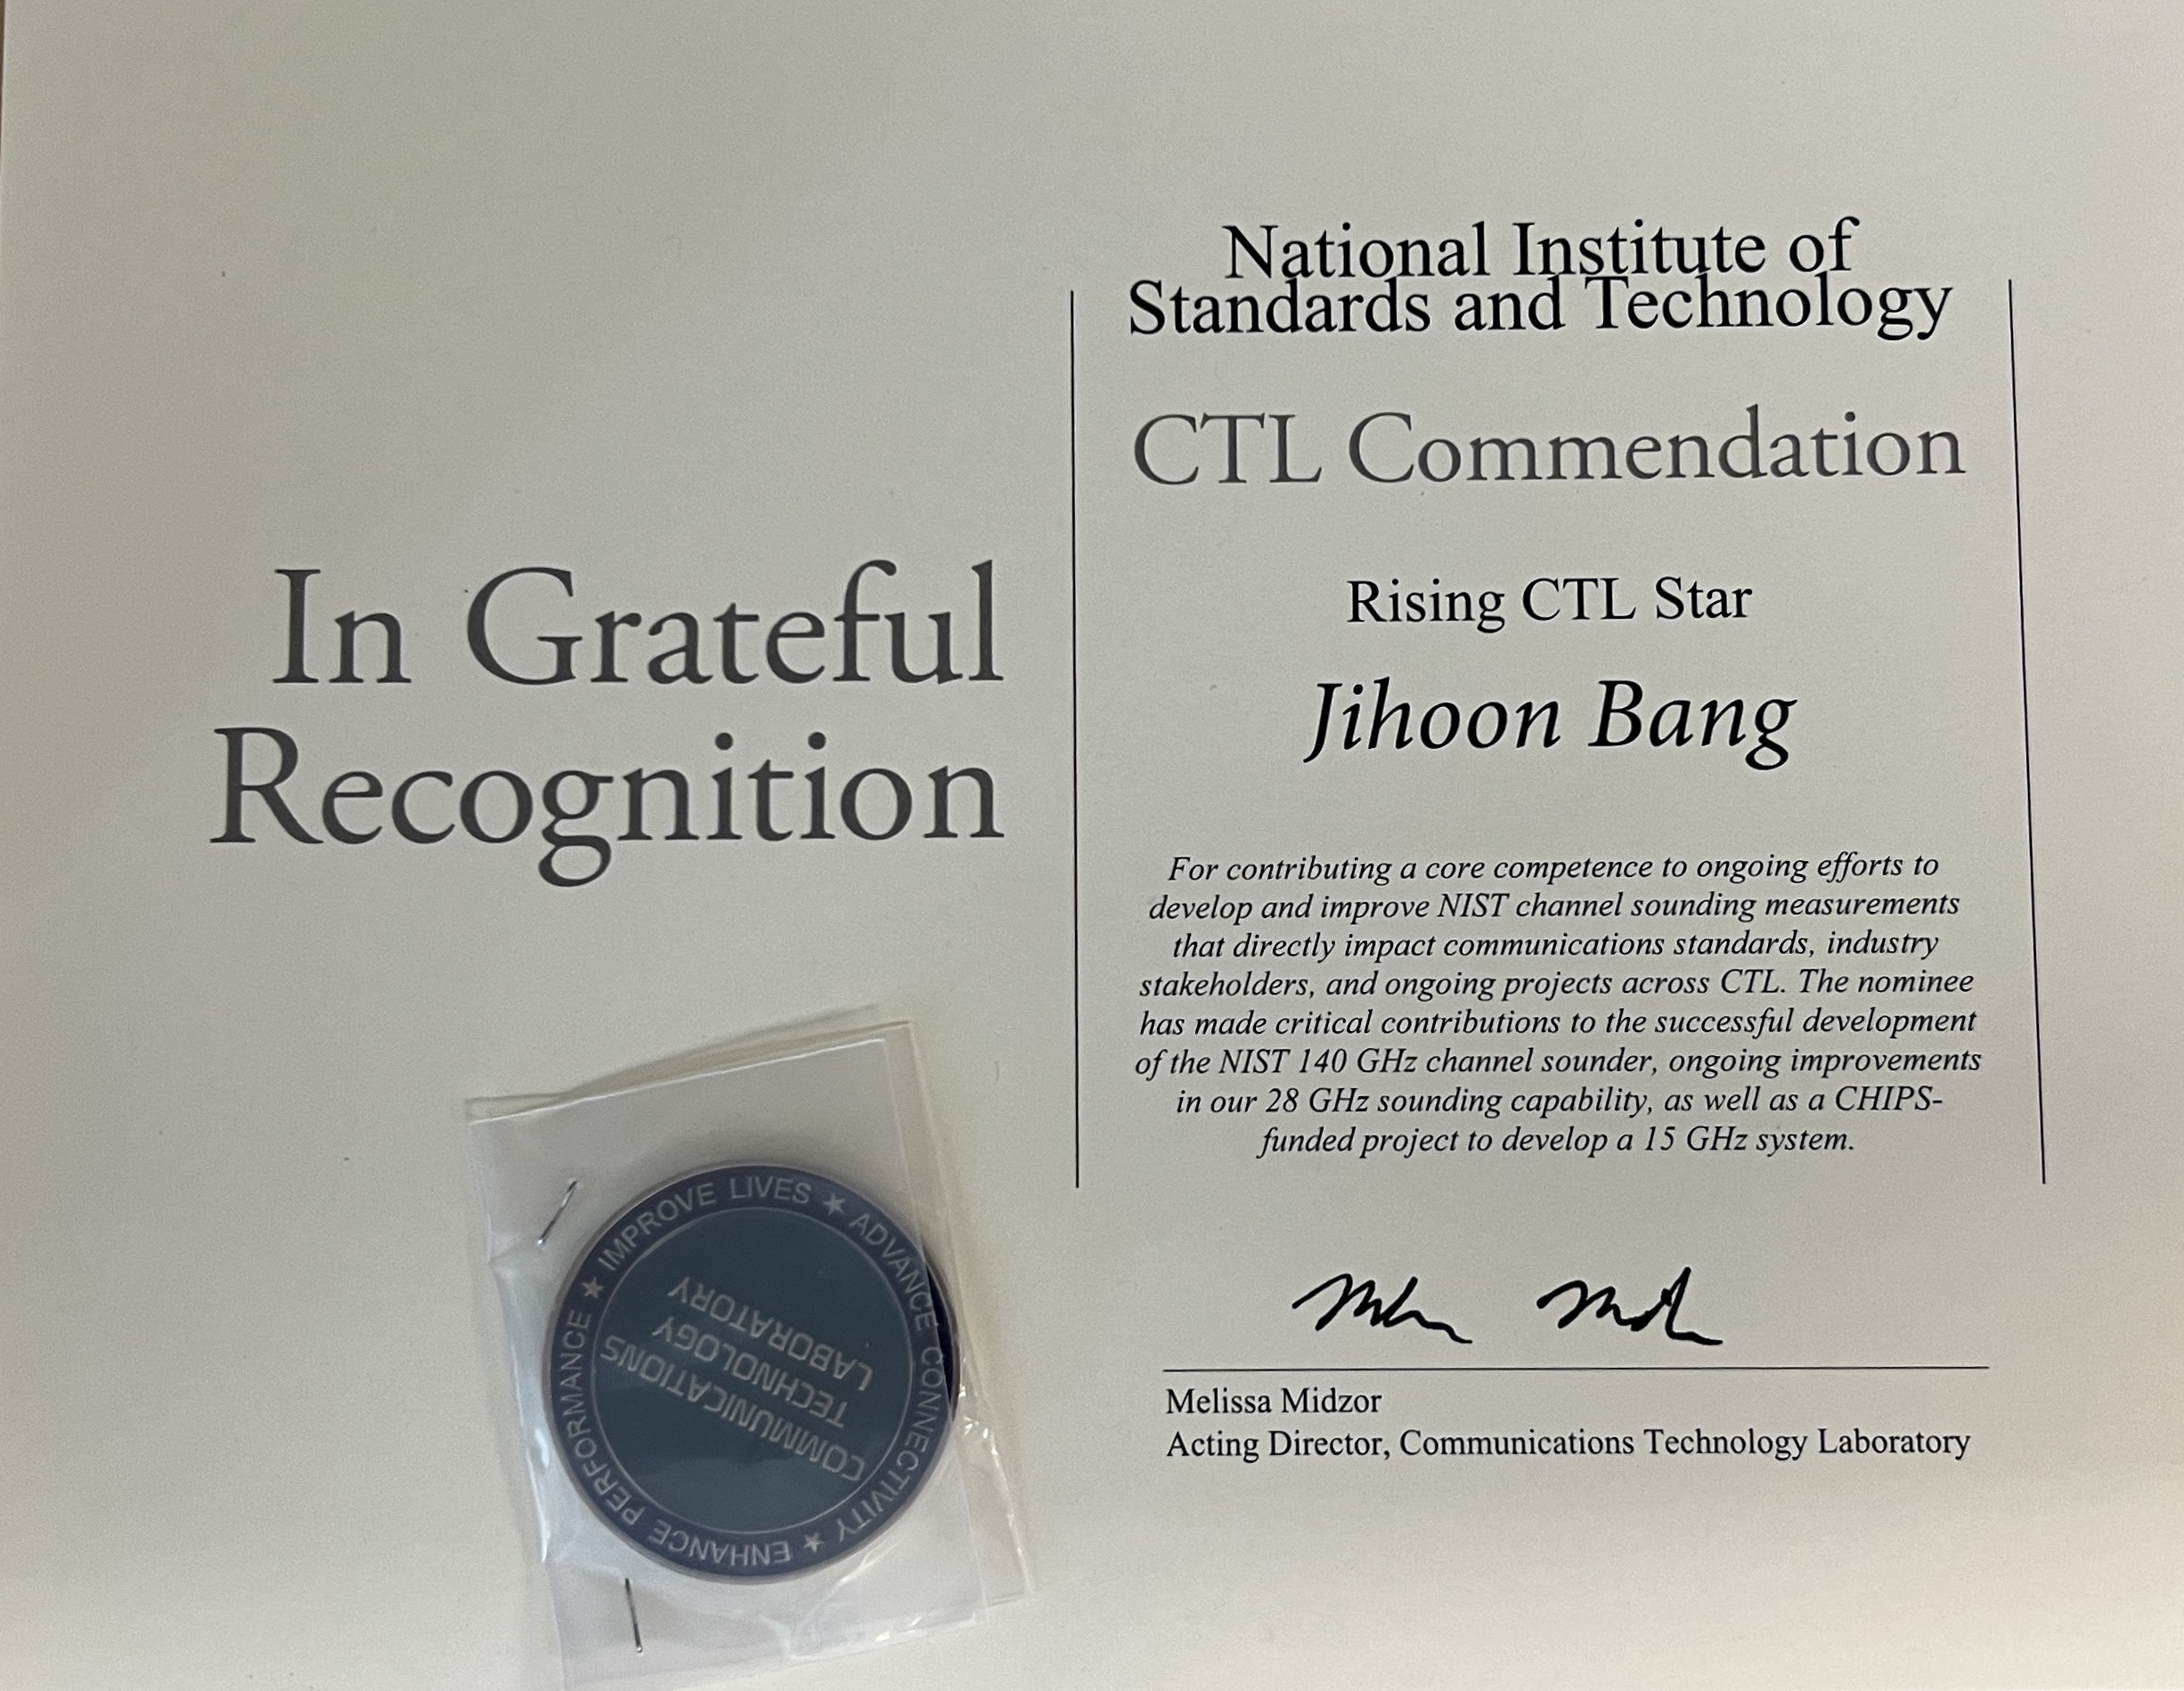 In Grateful
Recognition
National Institute of
Standards and Technology
CTL Commendation
Rising CTL Star
Jihoon Bang
For contributing a core competence to ongoing efforts to
develop and improve NIST channel sounding measurements
that directly impact communications standards, industry
stakeholders, and ongoing projects across CTL. The nominee
has made critical contributions to the successful development
of the NIST 140 GHz channel sounder, ongoing improvements
in our 28 GHz sounding capability, as well as a CHIPS-
funded project to develop a 15 GHz system.
Melissa Midzor
Acting Director, Communications Technology Laboratory
IMPROVE LIVES ★ ADVANCE CONNECTIVITY ★ ENHANCE PERFORMANCE ★
COMMUNICATIONS
TECHNOLOGY
LABORATORY